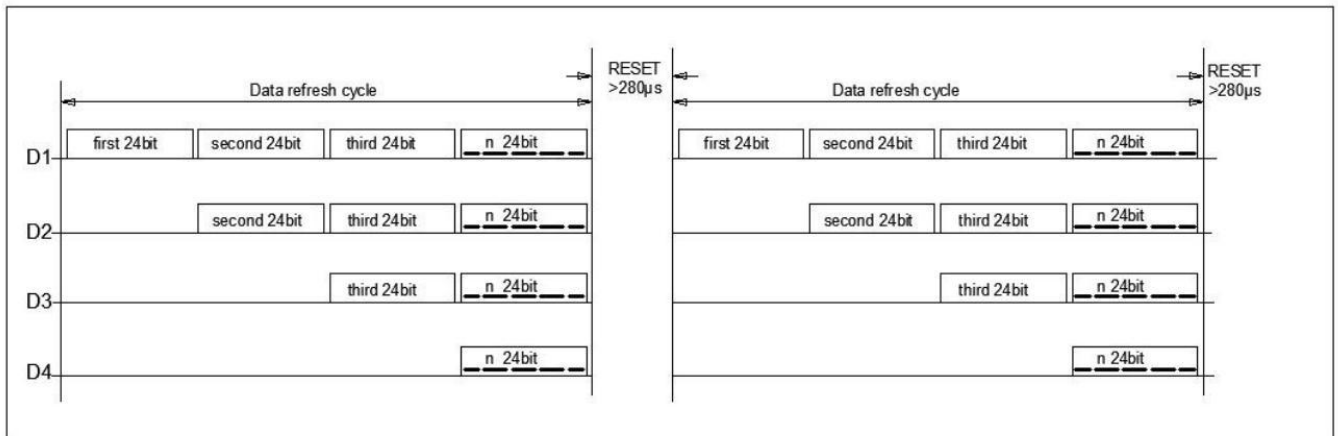 RESET
>280μs
RESET
>280μs
Data refresh cycle
Data refresh cycle
D1 first 24bit second 24bit third 24bit n 24bit first 24bit second 24bit third 24bit n 24bit
D2 second 24bit third 24bit n 24bit second 24bit third 24bit n 24bit
D3 third 24bit n 24bit third 24bit n 24bit
D4 n 24bit n 24bit